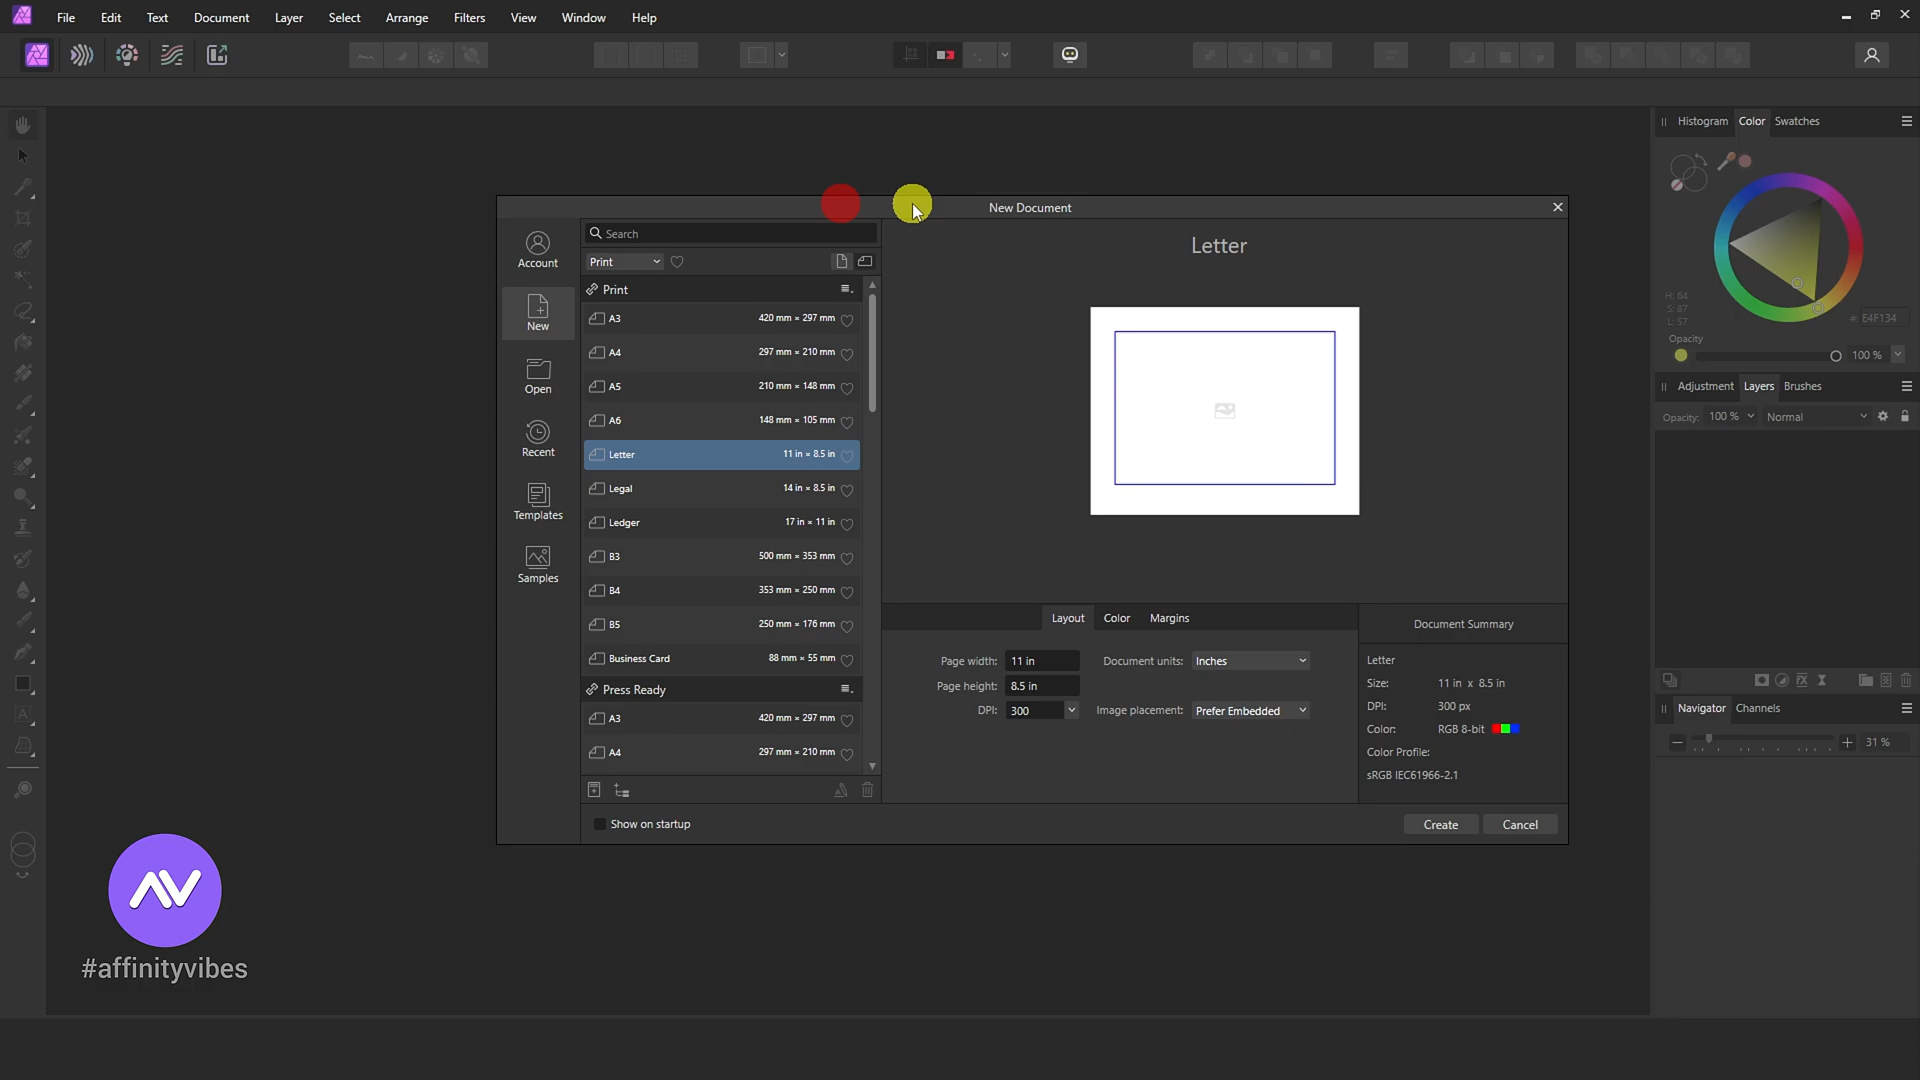 File Edit Text Document Layer Select Arrange Filters View Window Help
Histogram Color Swatches
H: 64
S: 87
L: 57
#: E4F134
Opacity
100 %
Adjustment Layers Brushes
Opacity: 100 % Normal
Navigator Channels
31 %
New Document
Account
New
Open
Recent
Templates
Samples
Search
Print
Print
A3 420 mm × 297 mm
A4 297 mm × 210 mm
A5 210 mm × 148 mm
A6 148 mm × 105 mm
Letter 11 in × 8.5 in
Legal 14 in × 8.5 in
Ledger 17 in × 11 in
B3 500 mm × 353 mm
B4 353 mm × 250 mm
B5 250 mm × 176 mm
Business Card 88 mm × 55 mm
Press Ready
A3 420 mm × 297 mm
A4 297 mm × 210 mm
Show on startup
Letter
Layout Color Margins
Page width: 11 in Document units: Inches
Page height: 8.5 in
DPI: 300 Image placement: Prefer Embedded
Document Summary
Letter
Size: 11 in x 8.5 in
DPI: 300 px
Color: RGB 8-bit
Color Profile:
sRGB IEC61966-2.1
Create Cancel
#affinityvibes